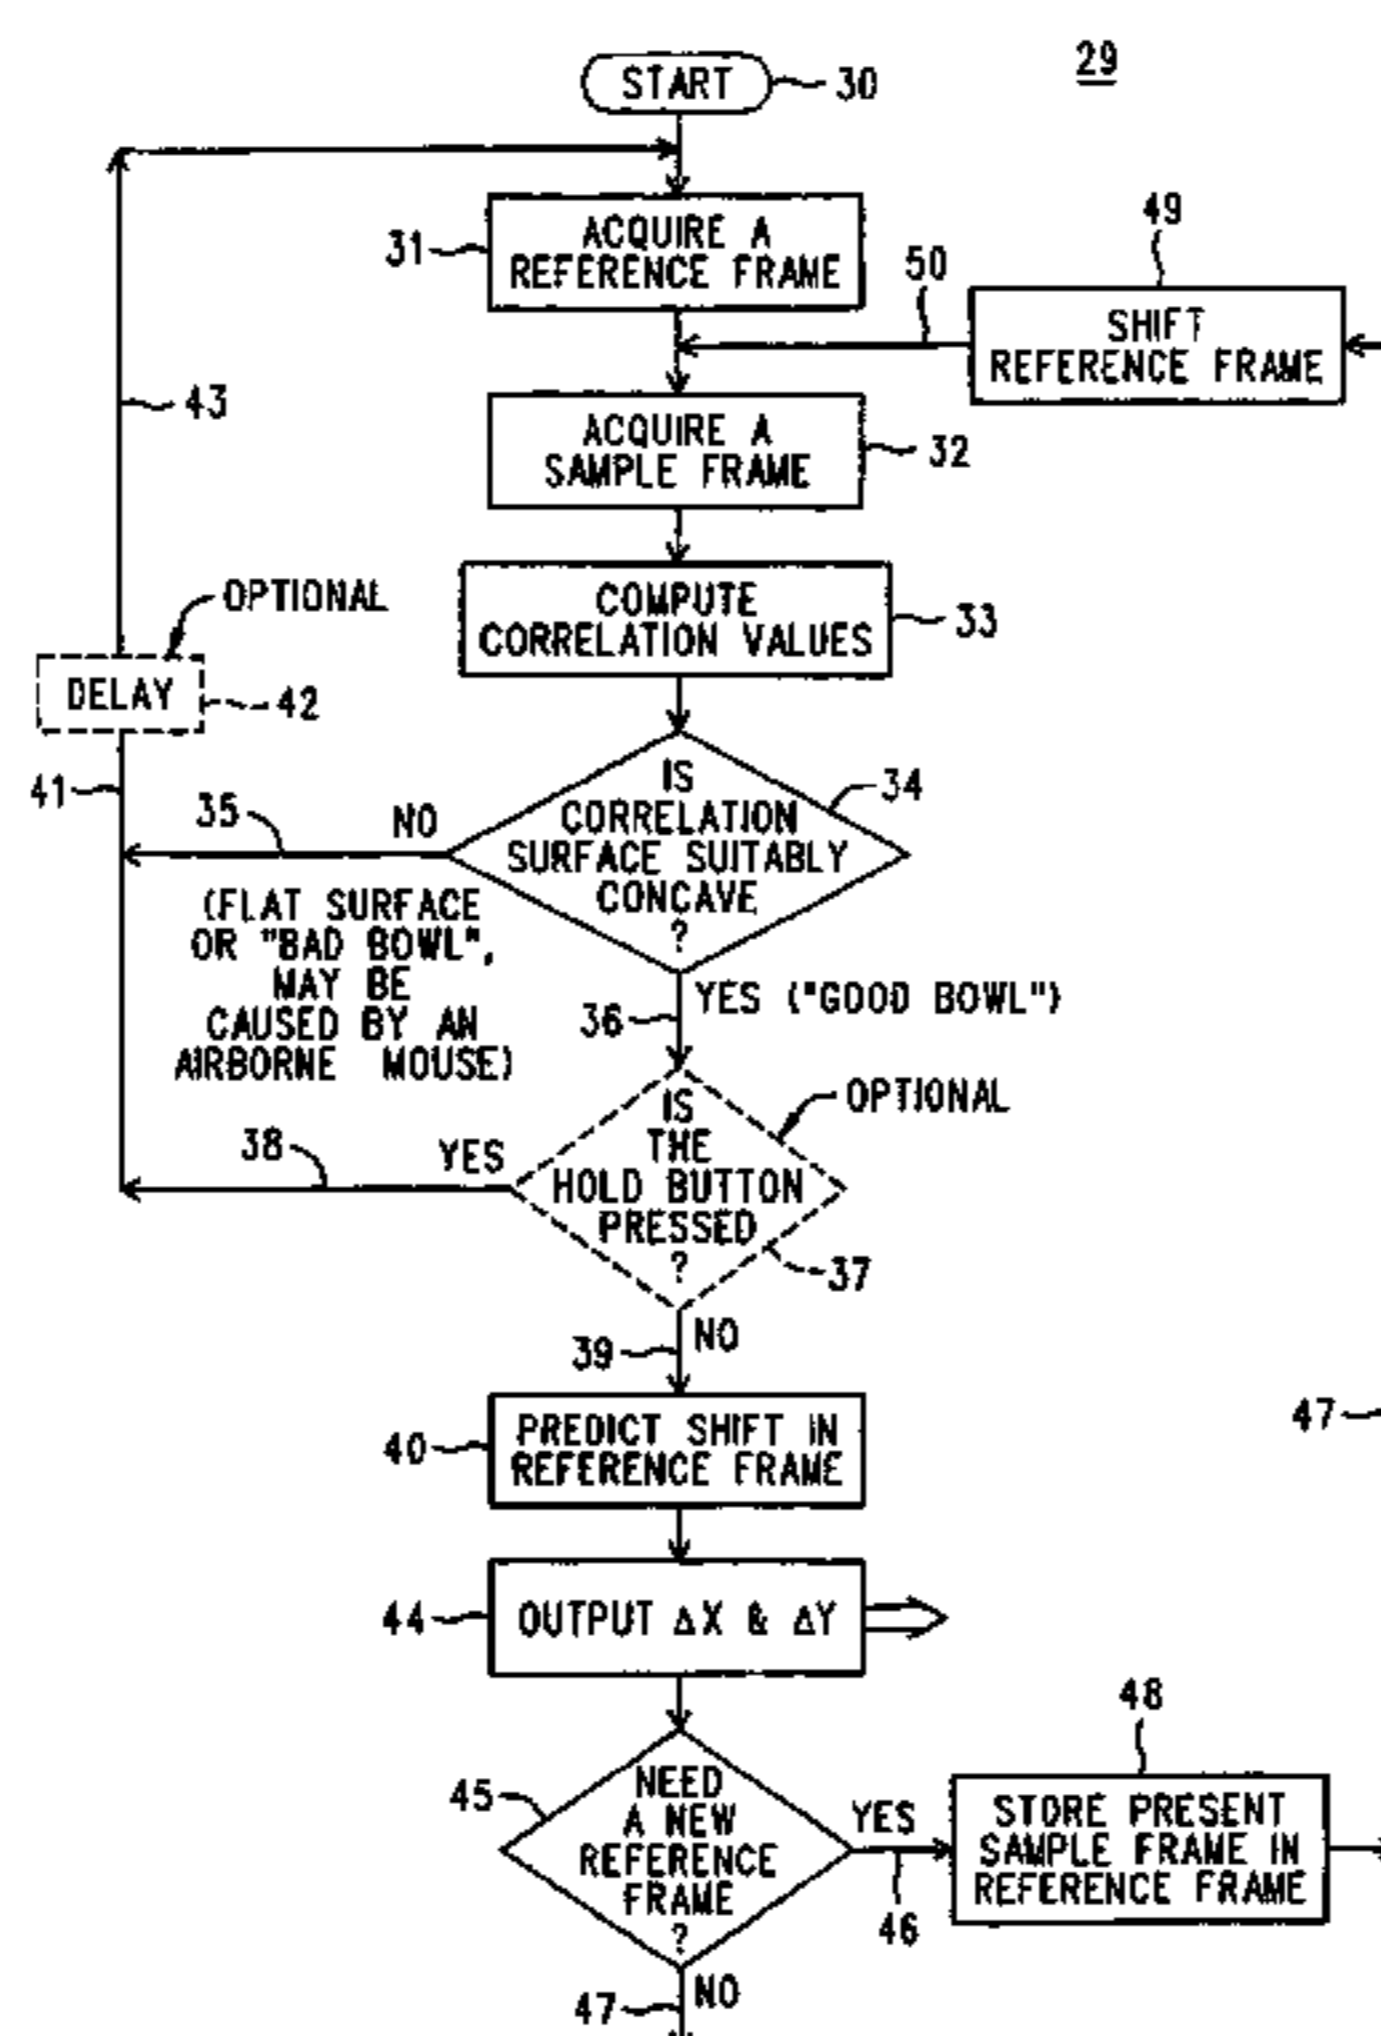 29
START
30
31
ACQUIRE A
REFERENCE FRAME
49
50
SHIFT
REFERENCE FRAME
43
ACQUIRE A
SAMPLE FRAME
32
OPTIONAL
COMPUTE
CORRELATION VALUES
33
DELAY
42
41
35
NO
IS
CORRELATION
SURFACE SUITABLY
CONCAVE
?
34
(FLAT SURFACE
OR "BAD BOWL",
MAY BE
CAUSED BY AN
AIRBORNE MOUSE)
36
YES ("GOOD BOWL")
OPTIONAL
38
YES
IS
THE
HOLD BUTTON
PRESSED
?
37
39
NO
40
PREDICT SHIFT IN
REFERENCE FRAME
47
44
OUTPUT ΔX & ΔY
48
45
NEED
A NEW
REFERENCE
FRAME
?
YES
46
STORE PRESENT
SAMPLE FRAME IN
REFERENCE FRAME
47
NO